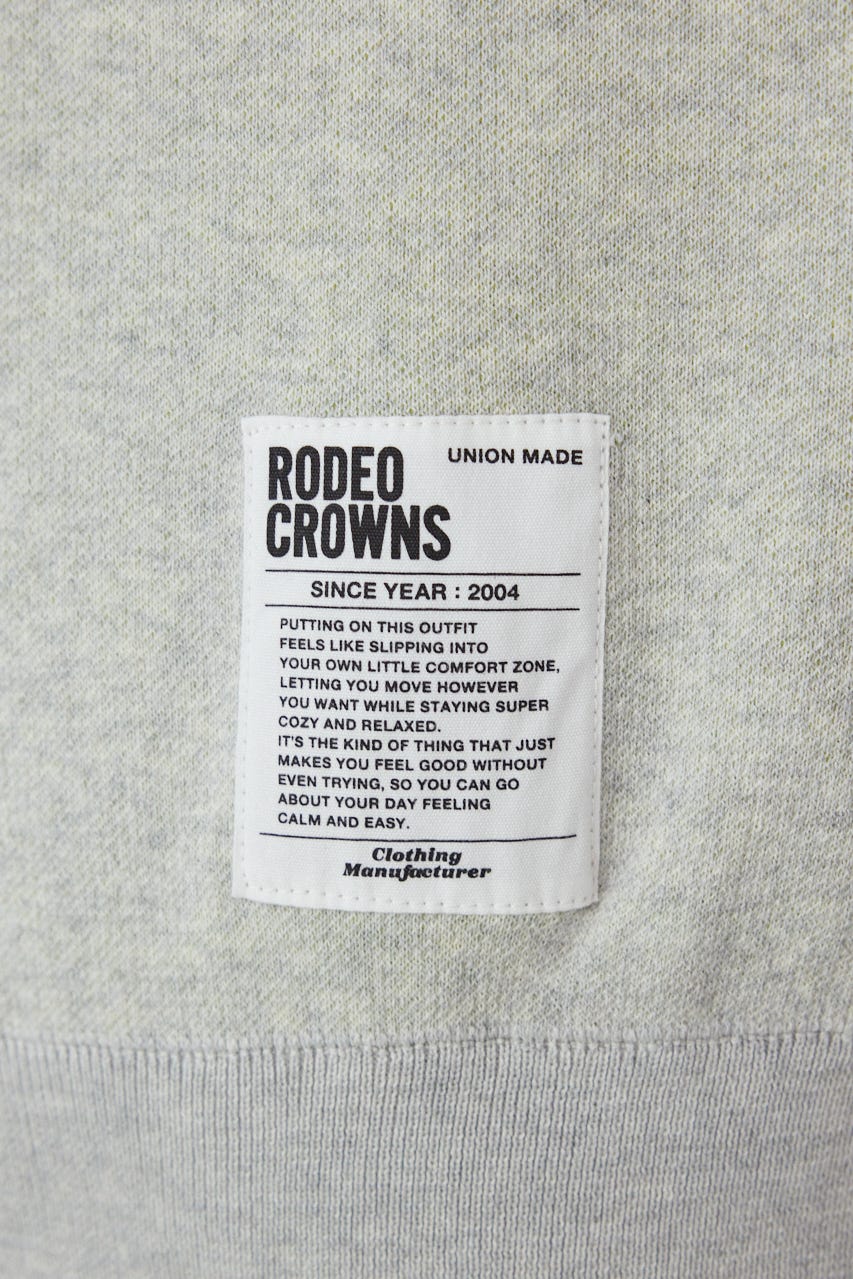 RODEO
CROWNS
UNION MADE
SINCE YEAR : 2004
PUTTING ON THIS OUTFIT
FEELS LIKE SLIPPING INTO
YOUR OWN LITTLE COMFORT ZONE,
LETTING YOU MOVE HOWEVER
YOU WANT WHILE STAYING SUPER
COZY AND RELAXED.
IT'S THE KIND OF THING THAT JUST
MAKES YOU FEEL GOOD WITHOUT
EVEN TRYING, SO YOU CAN GO
ABOUT YOUR DAY FEELING
CALM AND EASY.
Clothing
Manufacturer